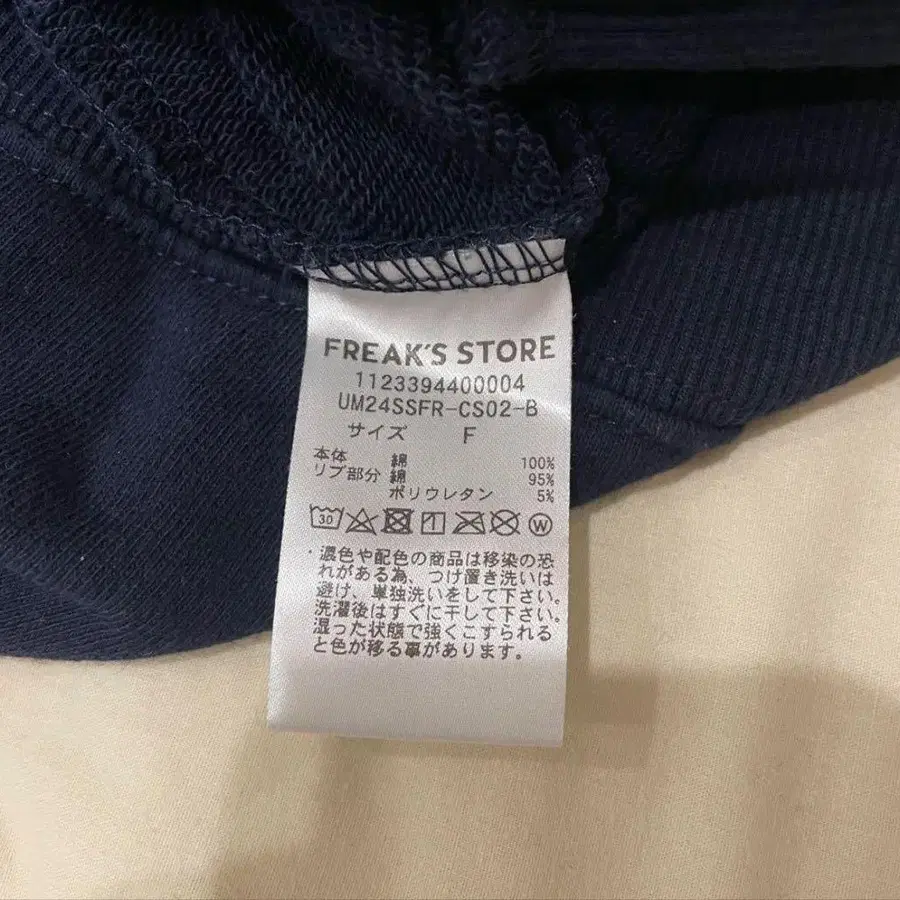 FREAK'S STORE
1123394400004
UM24SSFR-CS02-B
サイズ F
本体 綿 100%
リブ部分 綿 95%
ポリウレタン 5%
30 W
・濃色や配色の商品は移染の恐
れがある為、つけ置き洗いは
避け、単独洗いをして下さい。
洗濯後はすぐに干して下さい。
湿った状態で強くこすられる
と色が移る事があります。